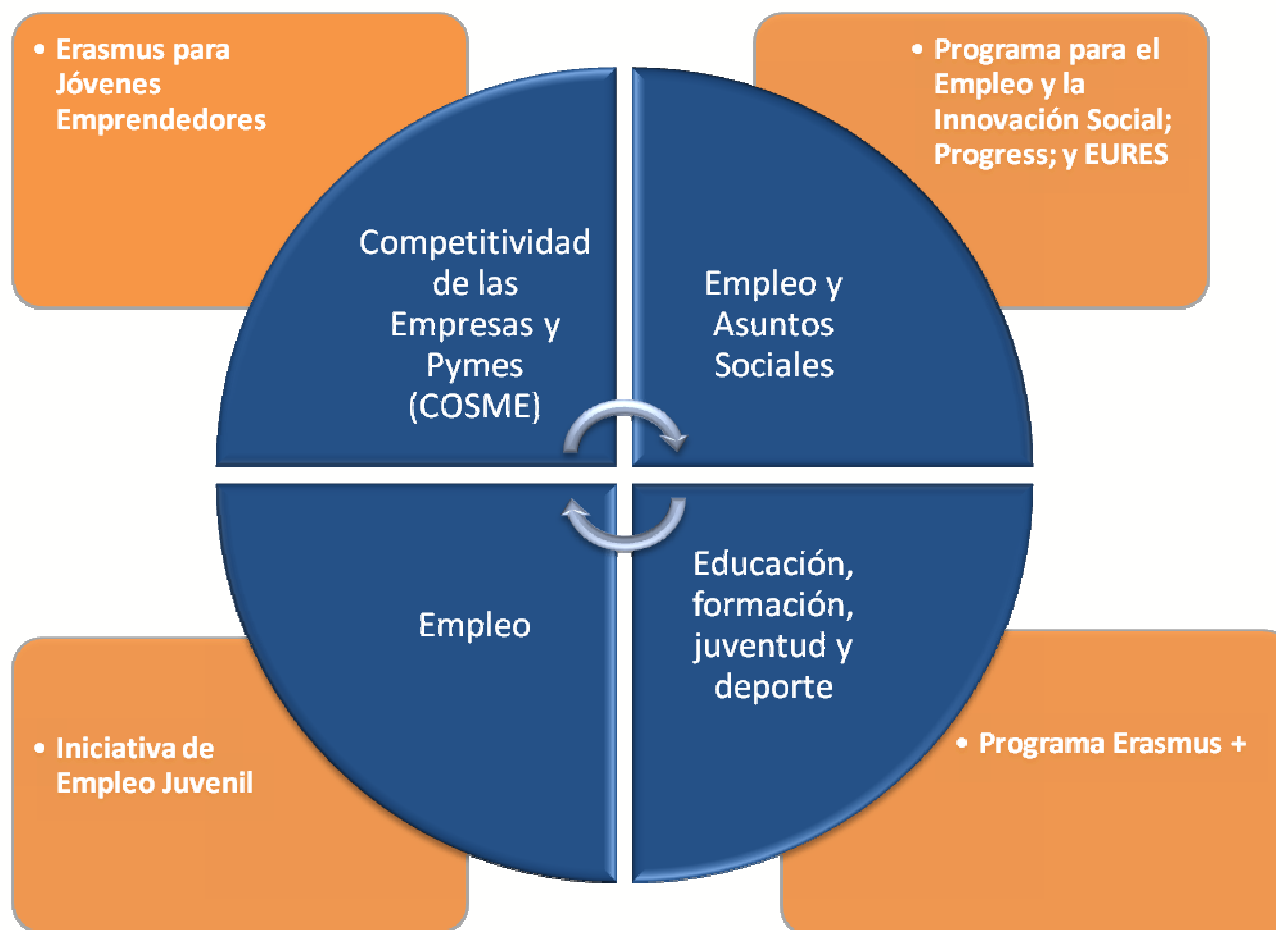 • Erasmus para
Jóvenes
Emprendedores
• Programa para el
Empleo y la
Innovación Social;
Progress; y EURES
Competitividad
de las
Empresas y
Pymes
(COSME)
Empleo y
Asuntos
Sociales
Empleo
Educación,
formación,
juventud y
deporte
• Iniciativa de
Empleo Juvenil
• Programa Erasmus +